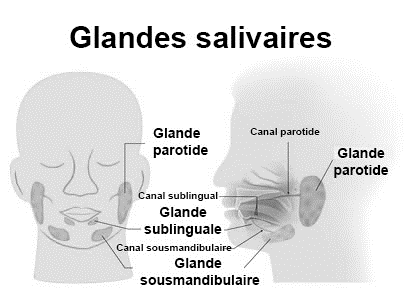 Glandes salivaires
Glande
parotide
Canal parotide
Glande
parotide
Canal sublingual
Glande
sublinguale
Canal sousmandibulaire
Glande
sousmandibulaire